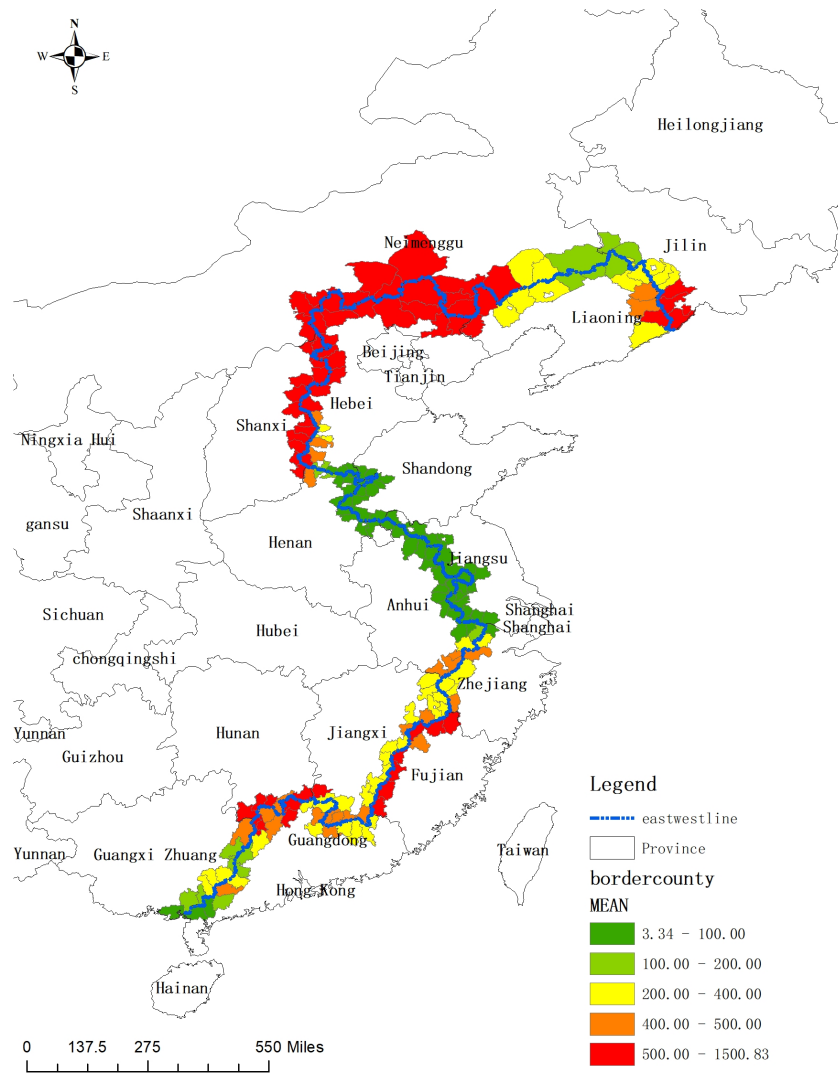 N
W E
S
Heilongjiang
Neimenggu
Jilin
Liaoning
Beijing
Tianjin
Hebei
Shanxi
Ningxia Hui
Shandong
Shaanxi
gansu
Henan
Jiangsu
Anhui
Shanghai
Shanghai
Sichuan
Hubei
chongqingshi
Zhejiang
Yunnan
Hunan
Jiangxi
Guizhou
Fujian
Guangdong
Yunnan
Guangxi Zhuang
Taiwan
Hong Kong
Hainan
Legend
eastwestline
Province
bordercounty
MEAN
3.34 - 100.00
100.00 - 200.00
200.00 - 400.00
400.00 - 500.00
500.00 - 1500.83
0 137.5 275 550 Miles